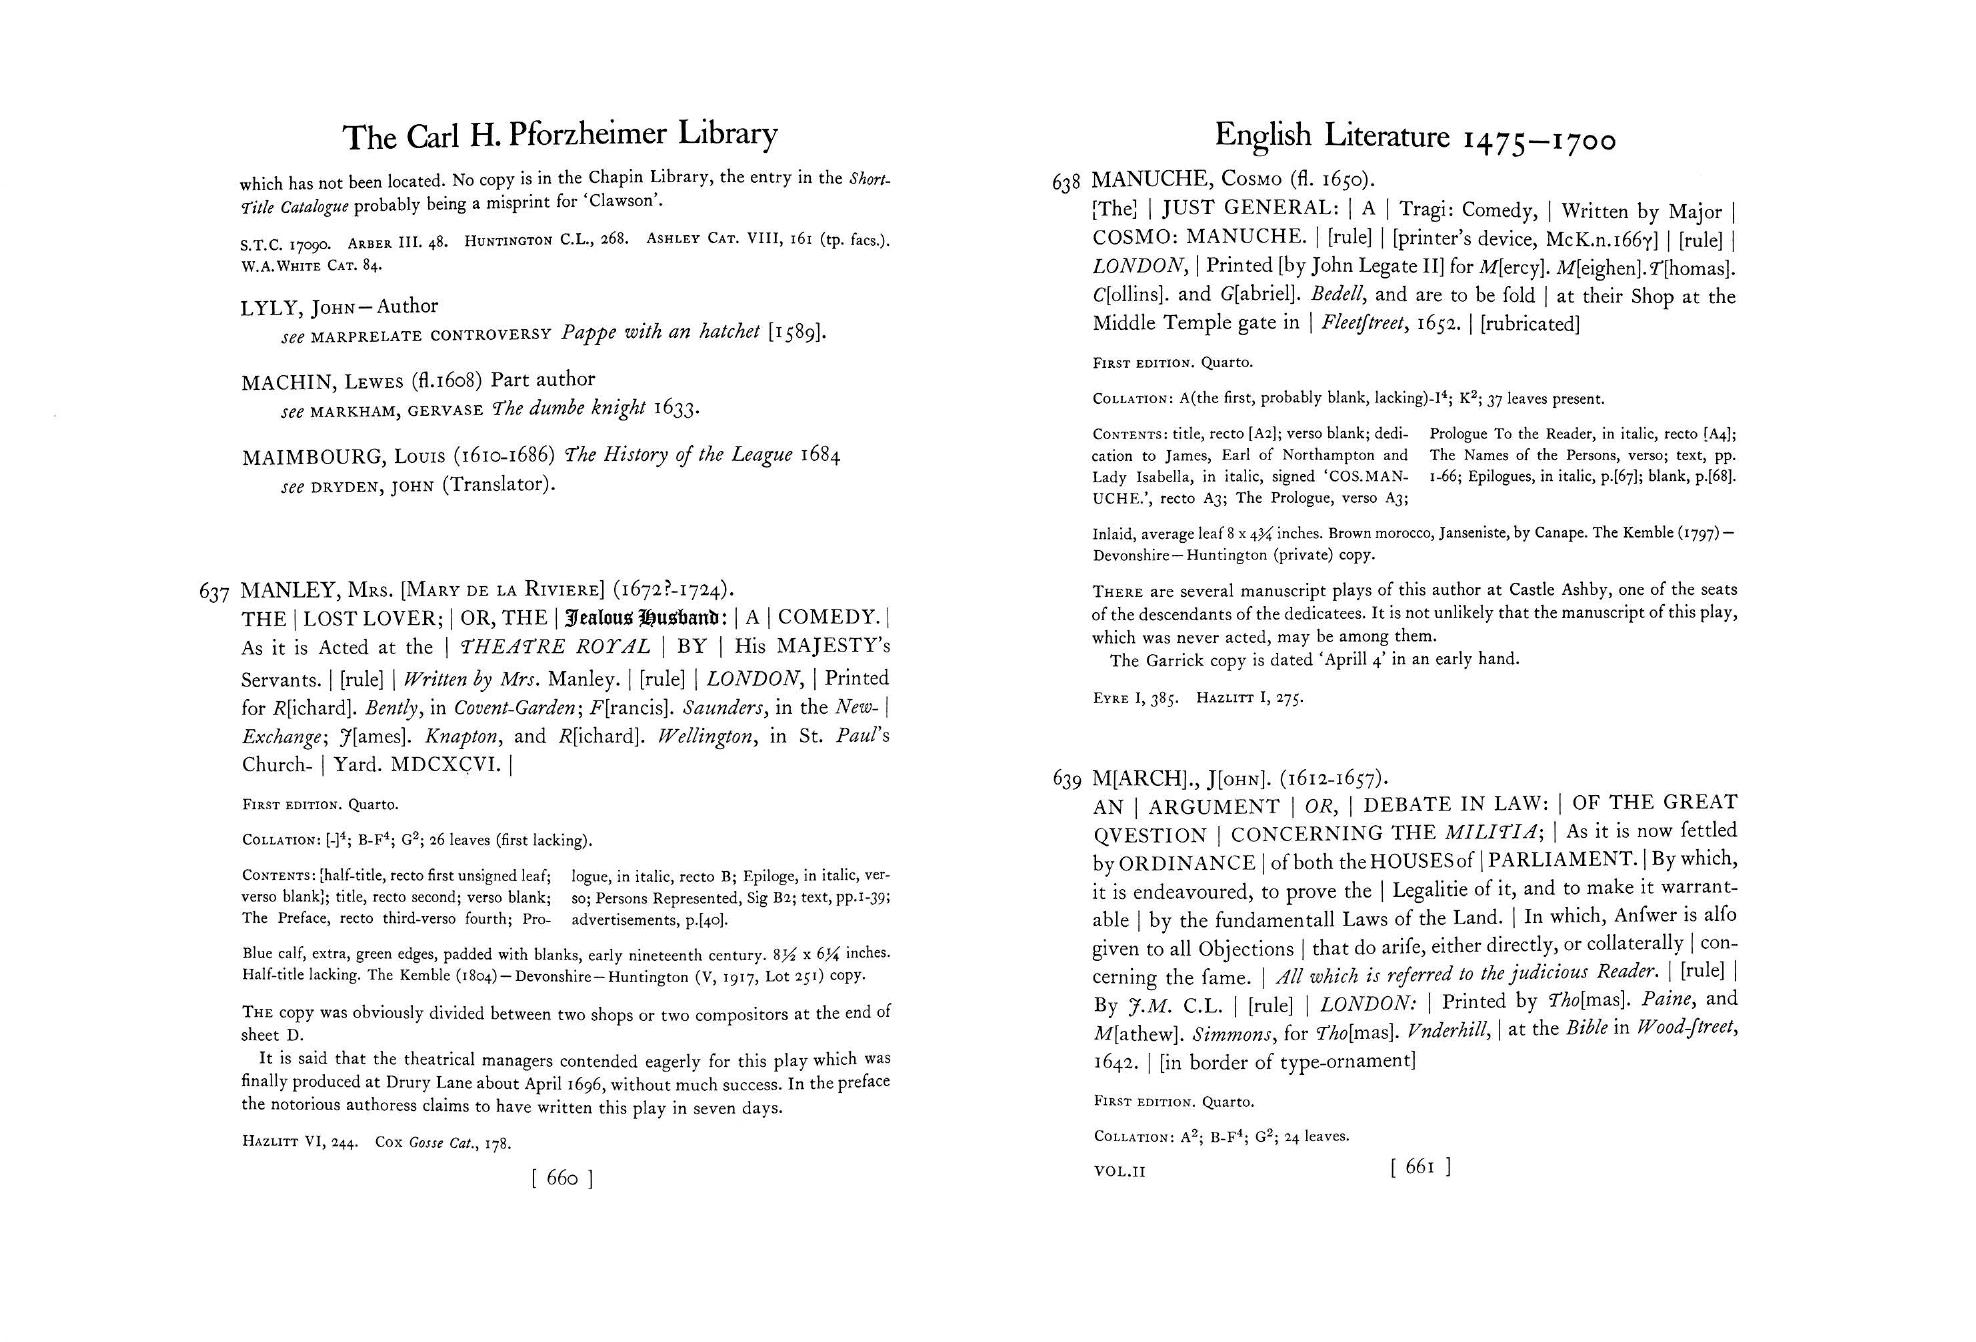 The Carl H. Pforzheimer Library
which has not been located. No copy is in the Chapin Library, the entry in the Short-
Title Catalogue probably being a misprint for ‘Clawson’.
S.T.C. 17090. ARBER III. 48. HUNTINGTON C.L., 268. ASHLEY CAT. VIII, 161 (tp. facs.).
W.A.WHITE CAT. 84.
LYLY, JOHN—Author
see MARPRELATE CONTROVERSY Pappe with an hatchet [1589].
MACHIN, LEWES (fl.1608) Part author
see MARKHAM, GERVASE The dumbe knight 1633.
MAIMBOURG, LOUIS (1610-1686) The History of the League 1684
see DRYDEN, JOHN (Translator).
637 MANLEY, MRS. [MARY DE LA RIVIERE] (1672?-1724).
THE | LOST LOVER; | OR, THE | Jealous Husband: | A | COMEDY. |
As it is Acted at the | THEATRE ROYAL | BY | His MAJESTY’s
Servants. | [rule] | Written by Mrs. Manley. | [rule] | LONDON, | Printed
for R[ichard]. Bently, in Covent-Garden; F[rancis]. Saunders, in the New- |
Exchange; J[ames]. Knapton, and R[ichard]. Wellington, in St. Paul’s
Church- | Yard. MDCXCVI. |
FIRST EDITION. Quarto.
COLLATION: [-]⁴; B-F⁴; G²; 26 leaves (first lacking).
CONTENTS: [half-title, recto first unsigned leaf;
verso blank]; title, recto second; verso blank;
The Preface, recto third-verso fourth; Pro-
logue, in italic, recto B; Epiloge, in italic, ver-
so; Persons Represented, Sig B2; text, pp.1-39;
advertisements, p.[40].
Blue calf, extra, green edges, padded with blanks, early nineteenth century. 8½ x 6¼ inches.
Half-title lacking. The Kemble (1804)—Devonshire—Huntington (V, 1917, Lot 251) copy.
THE copy was obviously divided between two shops or two compositors at the end of
sheet D.
It is said that the theatrical managers contended eagerly for this play which was
finally produced at Drury Lane about April 1696, without much success. In the preface
the notorious authoress claims to have written this play in seven days.
HAZLITT VI, 244. COX Gosse Cat., 178.
[ 660 ]
English Literature 1475—1700
638 MANUCHE, COSMO (fl. 1650).
[The] | JUST GENERAL: | A | Tragi: Comedy, | Written by Major |
COSMO: MANUCHE. | [rule] | [printer’s device, McK.n.166γ] | [rule] |
LONDON, | Printed [by John Legate II] for M[ercy]. M[eighen]. T[homas].
C[ollins]. and G[abriel]. Bedell, and are to be ſold | at their Shop at the
Middle Temple gate in | Fleetſtreet, 1652. | [rubricated]
FIRST EDITION. Quarto.
COLLATION: A(the first, probably blank, lacking)-I⁴; K²; 37 leaves present.
CONTENTS: title, recto [A2]; verso blank; dedi-
cation to James, Earl of Northampton and
Lady Isabella, in italic, signed ‘COS.MAN-
UCHE.’, recto A3; The Prologue, verso A3;
Prologue To the Reader, in italic, recto [A4];
The Names of the Persons, verso; text, pp.
1-66; Epilogues, in italic, p.[67]; blank, p.[68].
Inlaid, average leaf 8 x 4¾ inches. Brown morocco, Janseniste, by Canape. The Kemble (1797)—
Devonshire—Huntington (private) copy.
THERE are several manuscript plays of this author at Castle Ashby, one of the seats
of the descendants of the dedicatees. It is not unlikely that the manuscript of this play,
which was never acted, may be among them.
The Garrick copy is dated ‘Aprill 4’ in an early hand.
EYRE I, 385. HAZLITT I, 275.
639 M[ARCH]., J[OHN]. (1612-1657).
AN | ARGUMENT | OR, | DEBATE IN LAW: | OF THE GREAT
QVESTION | CONCERNING THE MILITIA; | As it is now ſettled
by ORDINANCE | of both the HOUSES of | PARLIAMENT. | By which,
it is endeavoured, to prove the | Legalitie of it, and to make it warrant-
able | by the fundamentall Laws of the Land. | In which, Anſwer is alſo
given to all Objections | that do ariſe, either directly, or collaterally | con-
cerning the ſame. | All which is referred to the judicious Reader. | [rule] |
By J.M. C.L. | [rule] | LONDON: | Printed by Tho[mas]. Paine, and
M[athew]. Simmons, for Tho[mas]. Vnderhill, | at the Bible in Wood-ſtreet,
1642. | [in border of type-ornament]
FIRST EDITION. Quarto.
COLLATION: A²; B-F⁴; G²; 24 leaves.
VOL.II
[ 661 ]